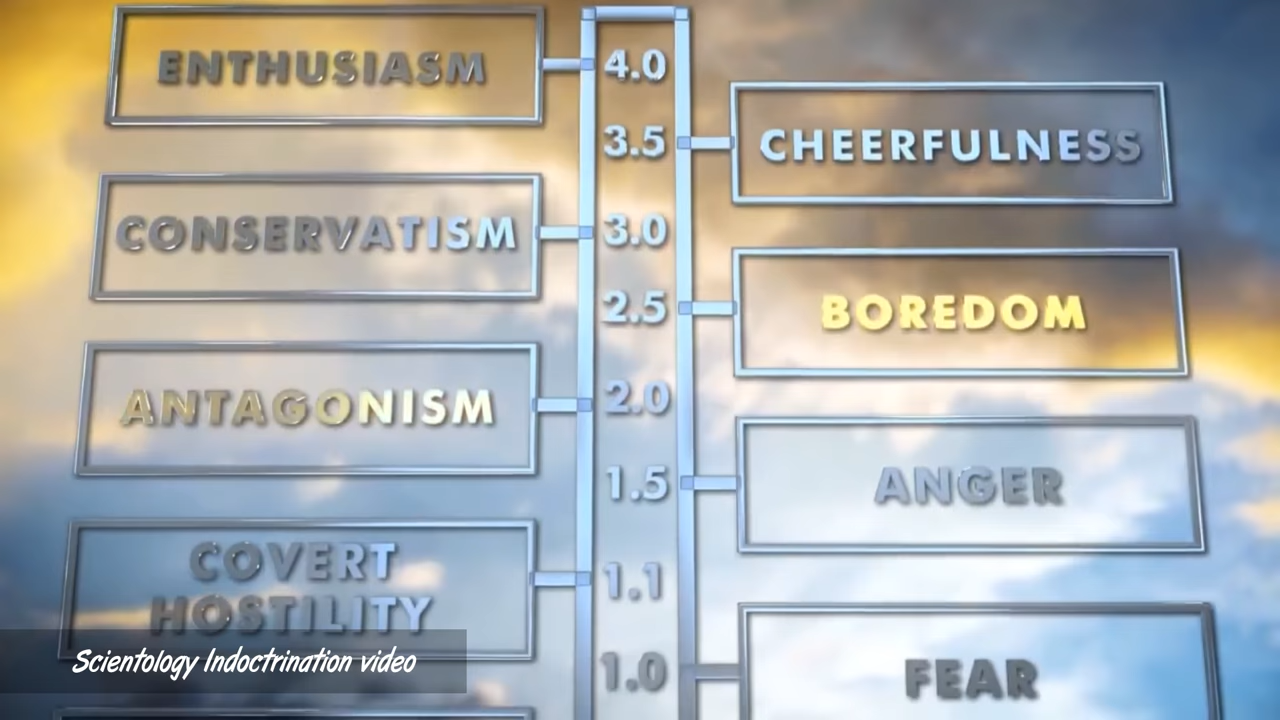 ENTHUSIASM
4.0
3.5
CHEERFULNESS
CONSERVATISM
3.0
2.5
BOREDOM
ANTAGONISM
2.0
1.5
ANGER
COVERT
HOSTILITY
1.1
1.0
FEAR
Scientology Indoctrination video